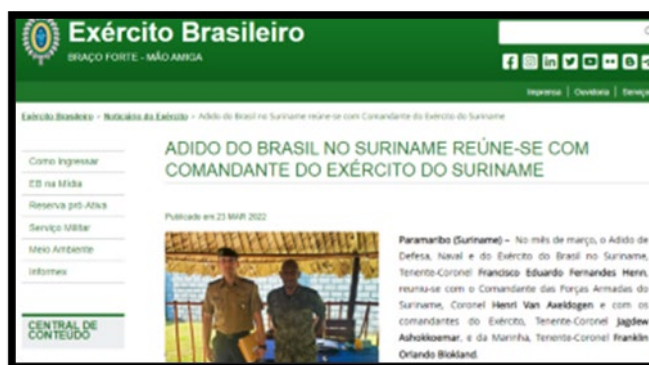 Exército Brasileiro
BRAÇO FORTE - MÃO AMIGA
Imprensa | Ouvidoria | Serviço
Exército Brasileiro > Noticiário do Exército > Adido do Brasil no Suriname reúne-se com Comandante do Exército do Suriname
Como Ingressar
EB na Mídia
Reserva pró-Ativa
Serviço Militar
Meio Ambiente
Informex
CENTRAL DE
CONTEÚDO
ADIDO DO BRASIL NO SURINAME REÚNE-SE COM
COMANDANTE DO EXÉRCITO DO SURINAME
Publicado em 23 MAR 2022
Paramaribo (Suriname) – No mês de março, o Adido de
Defesa, Naval e do Exército do Brasil no Suriname,
Tenente-Coronel Francisco Eduardo Fernandes Henn,
reuniu-se com o Comandante das Forças Armadas do
Suriname, Coronel Henri Van Axeldogen e com os
comandantes do Exército, Tenente-Coronel Jagdew
Ashokkoemar, e da Marinha, Tenente-Coronel Franklin
Orlando Blokland.